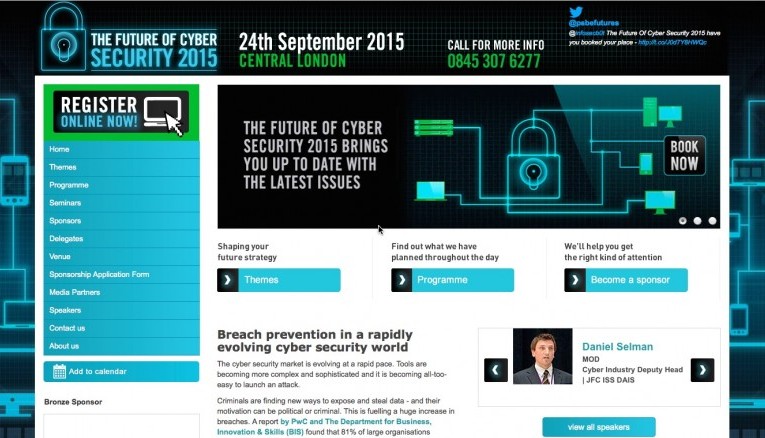 THE FUTURE OF CYBER
SECURITY 2015
24th September 2015
CENTRAL LONDON
CALL FOR MORE INFO
0845 307 6277
@psbefutures
The Future Of Cyber Security 2015 have
you booked your place -
REGISTER
ONLINE NOW!
Home
Themes
Programme
Seminars
Sponsors
Delegates
Venue
Sponsorship Application Form
Media Partners
Speakers
Contact us
About us
Add to calendar
Bronze Sponsor
THE FUTURE OF CYBER
SECURITY 2015 BRINGS
YOU UP TO DATE WITH
THE LATEST ISSUES
BOOK
NOW
Shaping your
future strategy
Themes
Find out what we have
planned throughout the day
Programme
We'll help you get
the right kind of attention
Become a sponsor
Breach prevention in a rapidly
evolving cyber security world
The cyber security market is evolving at a rapid pace. Tools are
becoming more complex and sophisticated and it is becoming all-too-
easy to launch an attack.
Criminals are finding new ways to expose and steal data - and their
motivation can be political or criminal. This is fuelling a huge increase in
breaches. A report by PwC and The Department for Business,
Innovation & Skills (BIS) found that 81% of large organisations
Daniel Selman
MOD
Cyber Industry Deputy Head
| JFC ISS DAIS
view all speakers